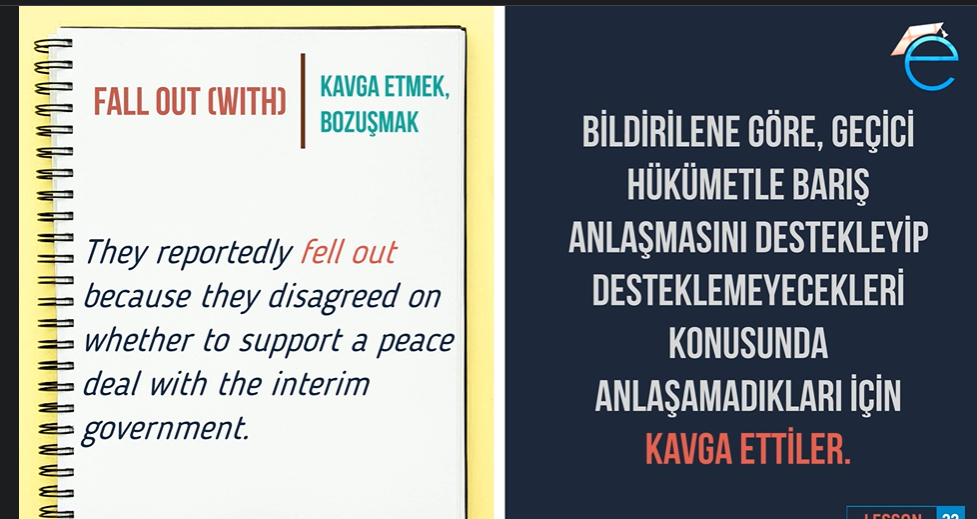 FALL OUT (WITH)
KAVGA ETMEK,
BOZUŞMAK
They reportedly fell out
because they disagreed on
whether to support a peace
deal with the interim
government.
e
BİLDİRİLENE GÖRE, GEÇİCİ
HÜKÜMETLE BARIŞ
ANLAŞMASINI DESTEKLEYİP
DESTEKLEMEYECEKLERİ
KONUSUNDA
ANLAŞAMADIKLARI İÇİN
KAVGA ETTİLER.
LESSON 22